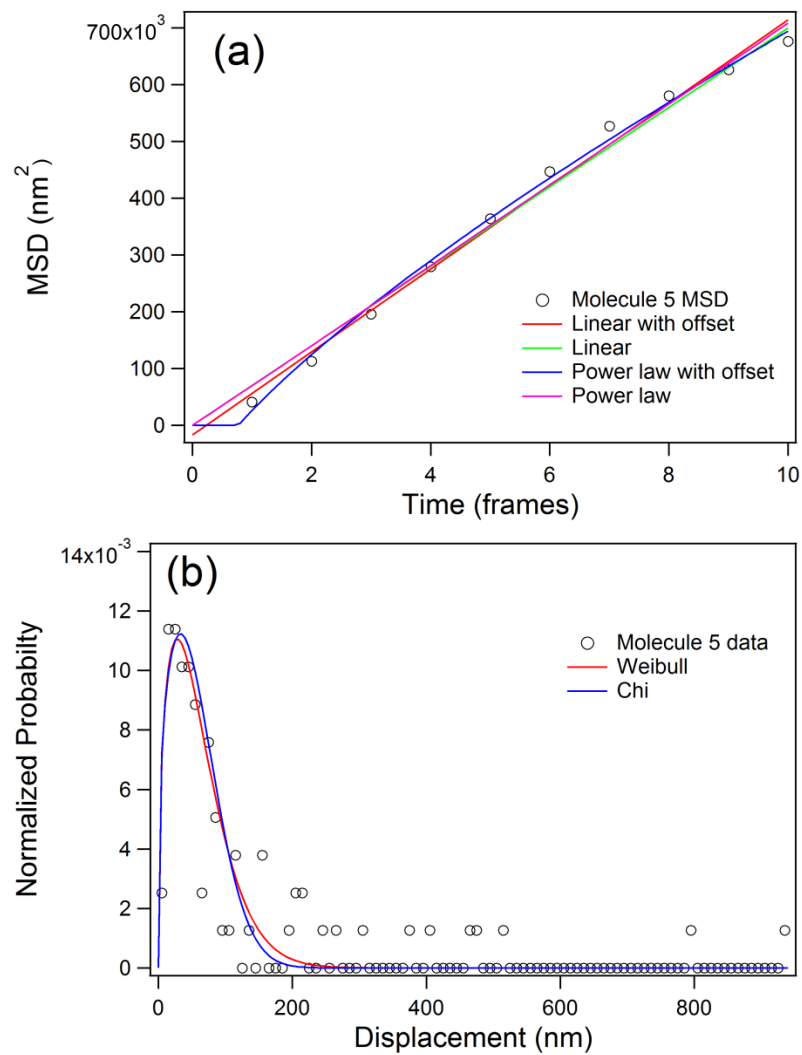 (a)
700x10³
600
500
400
300
200
100
0
MSD (nm²)
Molecule 5 MSD
Linear with offset
Linear
Power law with offset
Power law
0 2 4 6 8 10
Time (frames)
(b)
14x10⁻³
12
10
8
6
4
2
0
Normalized Probabilty
Molecule 5 data
Weibull
Chi
0 200 400 600 800
Displacement (nm)